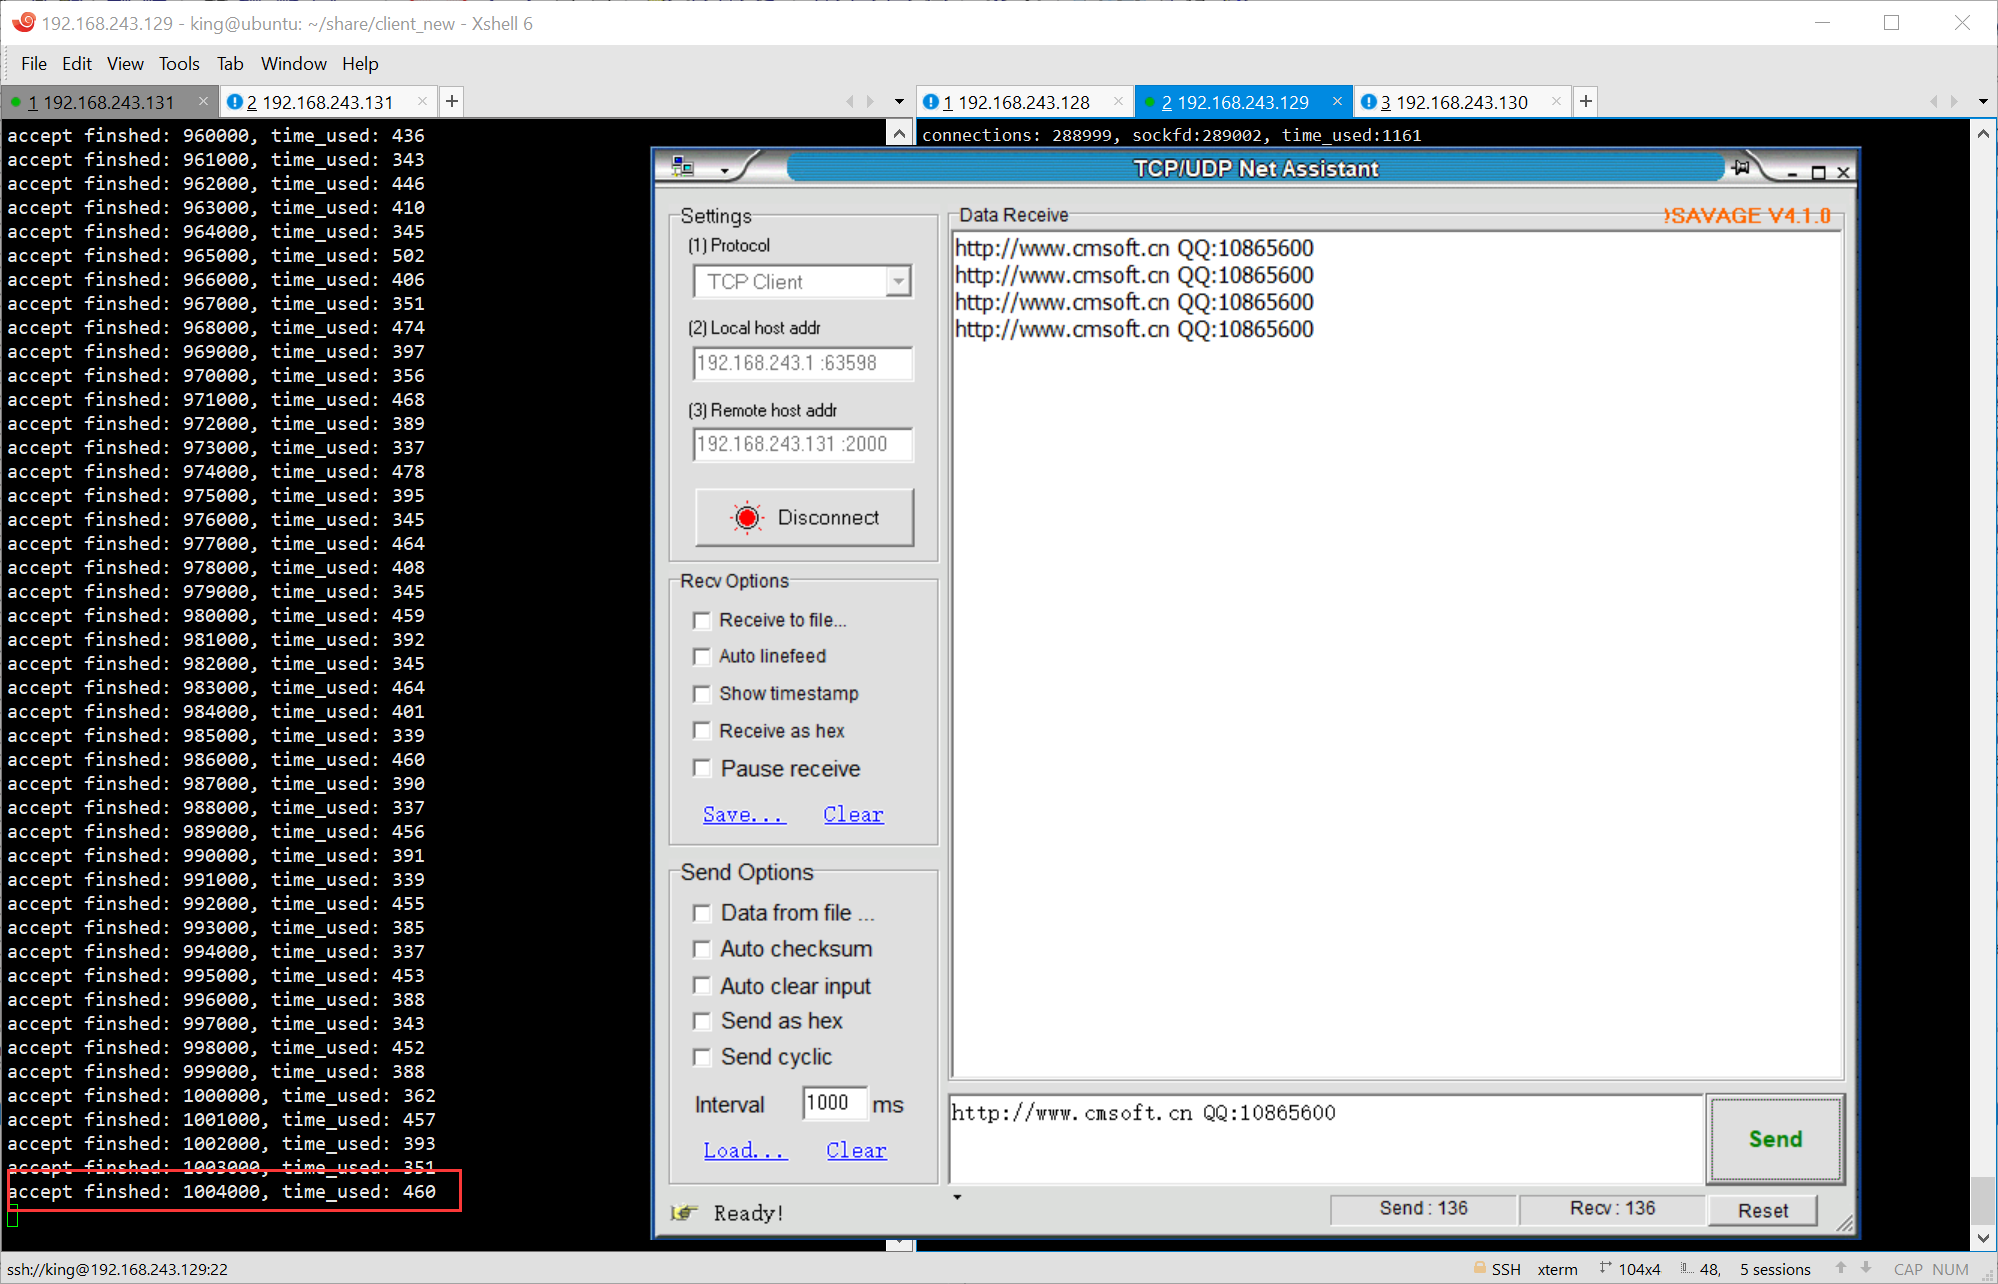 192.168.243.129 - king@ubuntu: ~/share/client_new - Xshell 6
File Edit View Tools Tab Window Help
1 192.168.243.131 2 192.168.243.131
1 192.168.243.128 2 192.168.243.129 3 192.168.243.130
accept finshed: 960000, time_used: 436
accept finshed: 961000, time_used: 343
accept finshed: 962000, time_used: 446
accept finshed: 963000, time_used: 410
accept finshed: 964000, time_used: 345
accept finshed: 965000, time_used: 502
accept finshed: 966000, time_used: 406
accept finshed: 967000, time_used: 351
accept finshed: 968000, time_used: 474
accept finshed: 969000, time_used: 397
accept finshed: 970000, time_used: 356
accept finshed: 971000, time_used: 468
accept finshed: 972000, time_used: 389
accept finshed: 973000, time_used: 337
accept finshed: 974000, time_used: 478
accept finshed: 975000, time_used: 395
accept finshed: 976000, time_used: 345
accept finshed: 977000, time_used: 464
accept finshed: 978000, time_used: 408
accept finshed: 979000, time_used: 345
accept finshed: 980000, time_used: 459
accept finshed: 981000, time_used: 392
accept finshed: 982000, time_used: 345
accept finshed: 983000, time_used: 464
accept finshed: 984000, time_used: 401
accept finshed: 985000, time_used: 339
accept finshed: 986000, time_used: 460
accept finshed: 987000, time_used: 390
accept finshed: 988000, time_used: 337
accept finshed: 989000, time_used: 456
accept finshed: 990000, time_used: 391
accept finshed: 991000, time_used: 339
accept finshed: 992000, time_used: 455
accept finshed: 993000, time_used: 385
accept finshed: 994000, time_used: 337
accept finshed: 995000, time_used: 453
accept finshed: 996000, time_used: 388
accept finshed: 997000, time_used: 343
accept finshed: 998000, time_used: 452
accept finshed: 999000, time_used: 388
accept finshed: 1000000, time_used: 362
accept finshed: 1001000, time_used: 457
accept finshed: 1002000, time_used: 393
accept finshed: 1003000, time_used: 351
accept finshed: 1004000, time_used: 460
connections: 288999, sockfd:289002, time_used:1161
TCP/UDP Net Assistant
Settings
(1) Protocol
TCP Client
(2) Local host addr
192.168.243.1 :63598
(3) Remote host addr
192.168.243.131 :2000
Disconnect
Recv Options
Receive to file...
Auto linefeed
Show timestamp
Receive as hex
Pause receive
Save... Clear
Send Options
Data from file ...
Auto checksum
Auto clear input
Send as hex
Send cyclic
Interval 1000 ms
Load... Clear
Ready!
Data Receive
SAVAGE V4.1.0
http://www.cmsoft.cn QQ:10865600
http://www.cmsoft.cn QQ:10865600
http://www.cmsoft.cn QQ:10865600
http://www.cmsoft.cn QQ:10865600
http://www.cmsoft.cn QQ:10865600
Send
Send : 136 Recv : 136 Reset
ssh://king@192.168.243.129:22
SSH xterm 104x4 48, 5 sessions CAP NUM